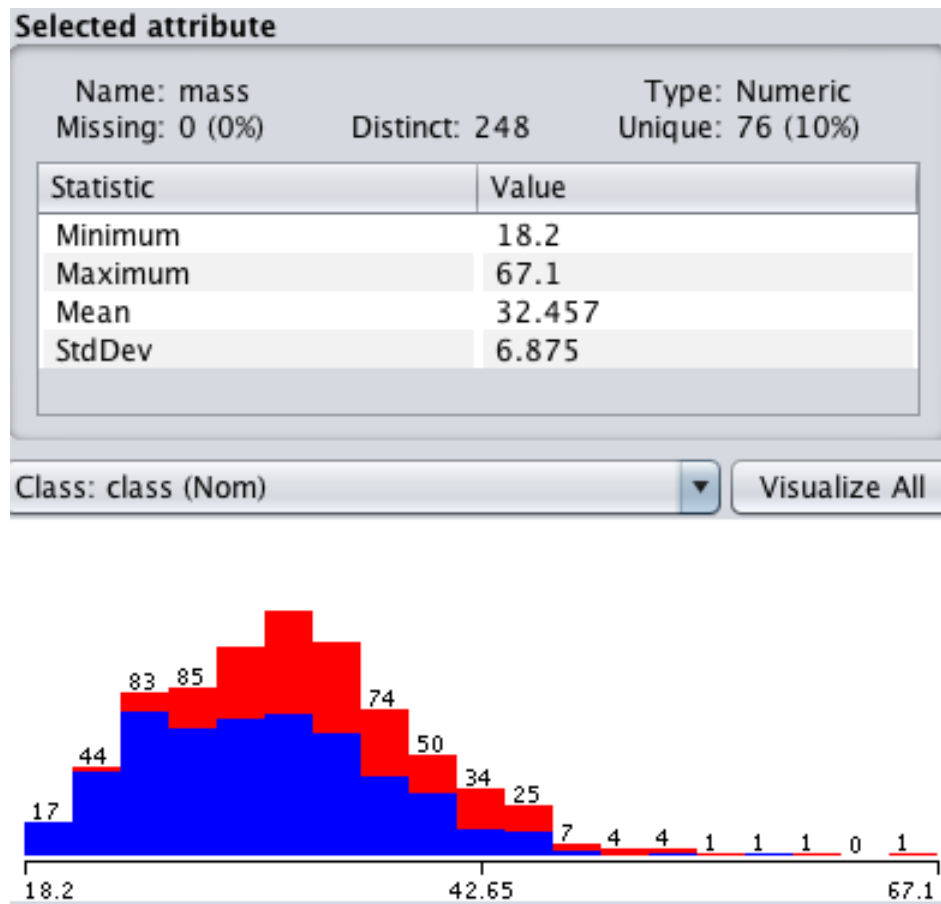 Selected attribute
Name: mass Type: Numeric
Missing: 0 (0%) Distinct: 248 Unique: 76 (10%)
Statistic Value
Minimum 18.2
Maximum 67.1
Mean 32.457
StdDev 6.875
Class: class (Nom) Visualize All
17 44 83 85 74 50 34 25 7 4 4 1 1 1 0 1
18.2 42.65 67.1